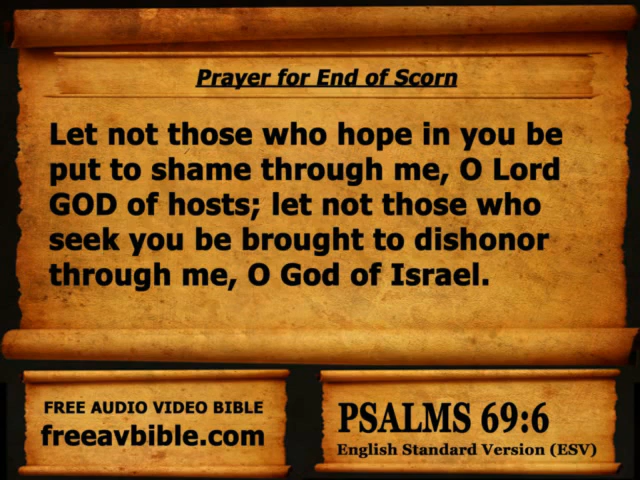 Prayer for End of Scorn
Let not those who hope in you be
put to shame through me, O Lord
GOD of hosts; let not those who
seek you be brought to dishonor
through me, O God of Israel.
FREE AUDIO VIDEO BIBLE
freeavbible.com
PSALMS 69:6
English Standard Version (ESV)